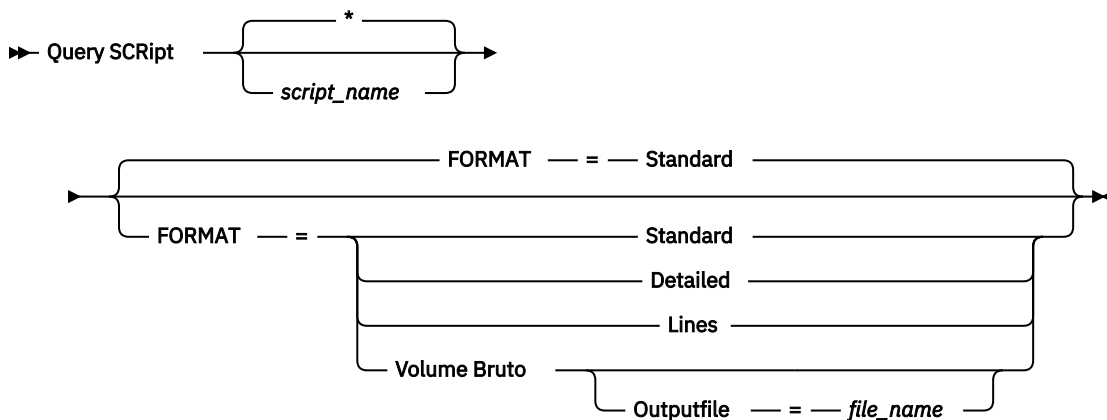 *
Query SCRipt
script_name
FORMAT = Standard
FORMAT = Standard
Detailed
Lines
Volume Bruto
Outputfile = file_name